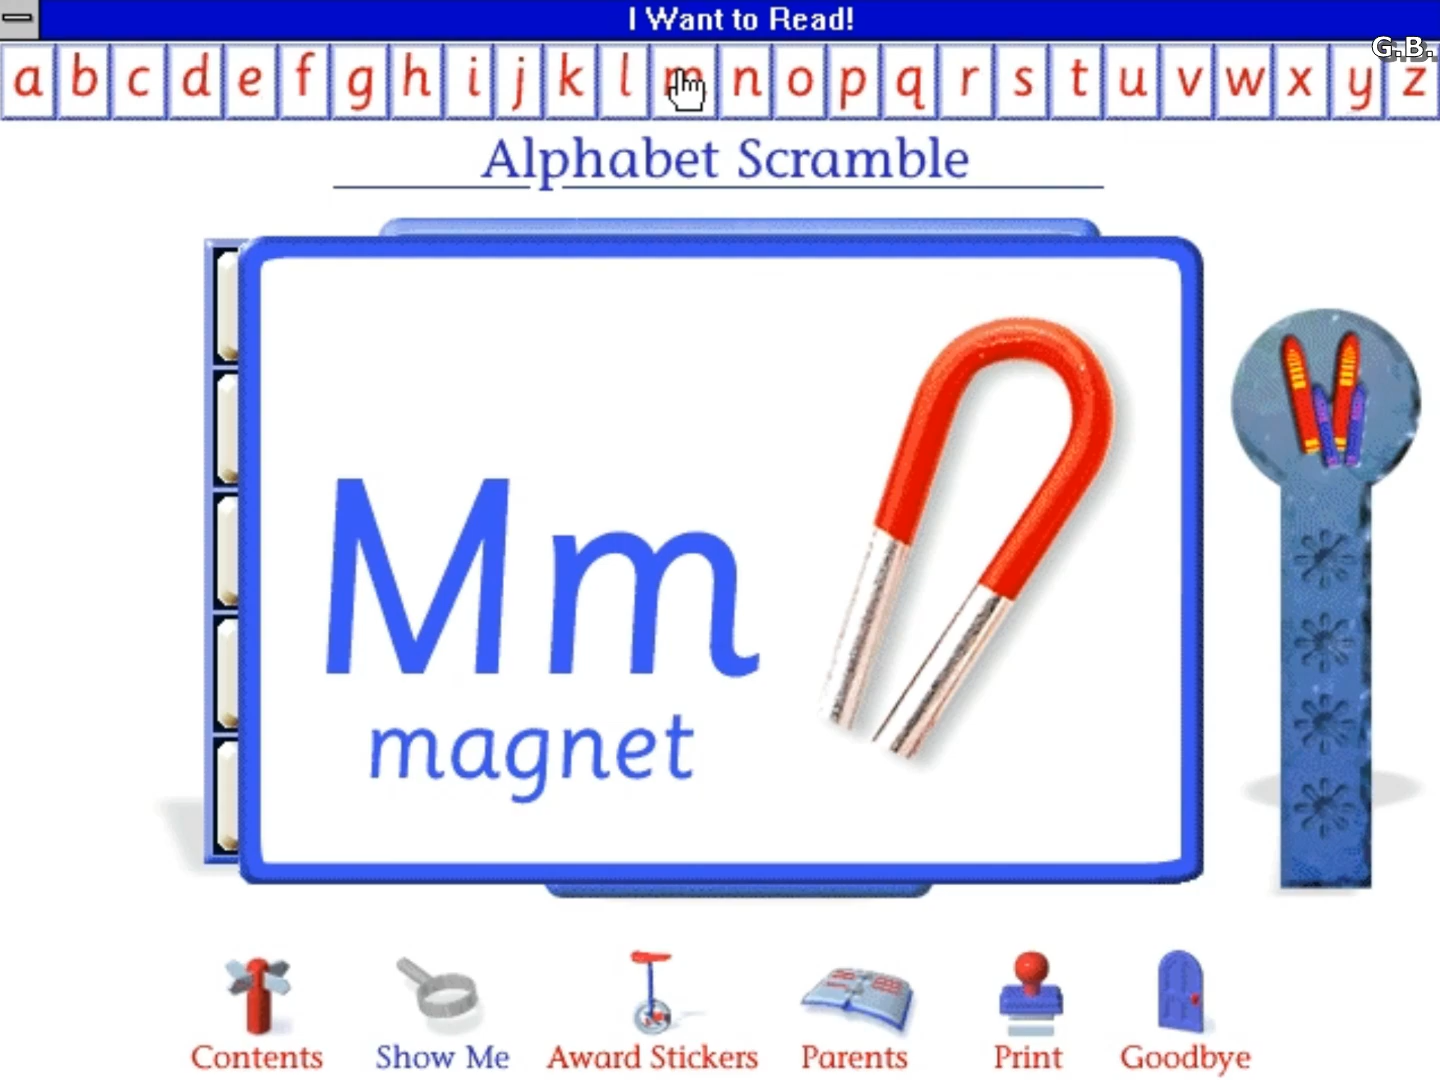 I Want to Read!
G.B.
a b c d e f g h i j k l m n o p q r s t u v w x y z
Alphabet Scramble
Mm
magnet
Contents Show Me Award Stickers Parents Print Goodbye